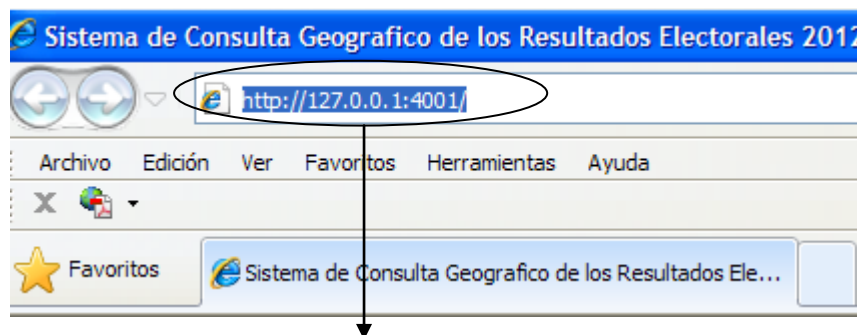 Sistema de Consulta Geografico de los Resultados Electorales 2012
http://127.0.0.1:4001/
Archivo Edición Ver Favoritos Herramientas Ayuda
Favoritos Sistema de Consulta Geografico de los Resultados Ele...